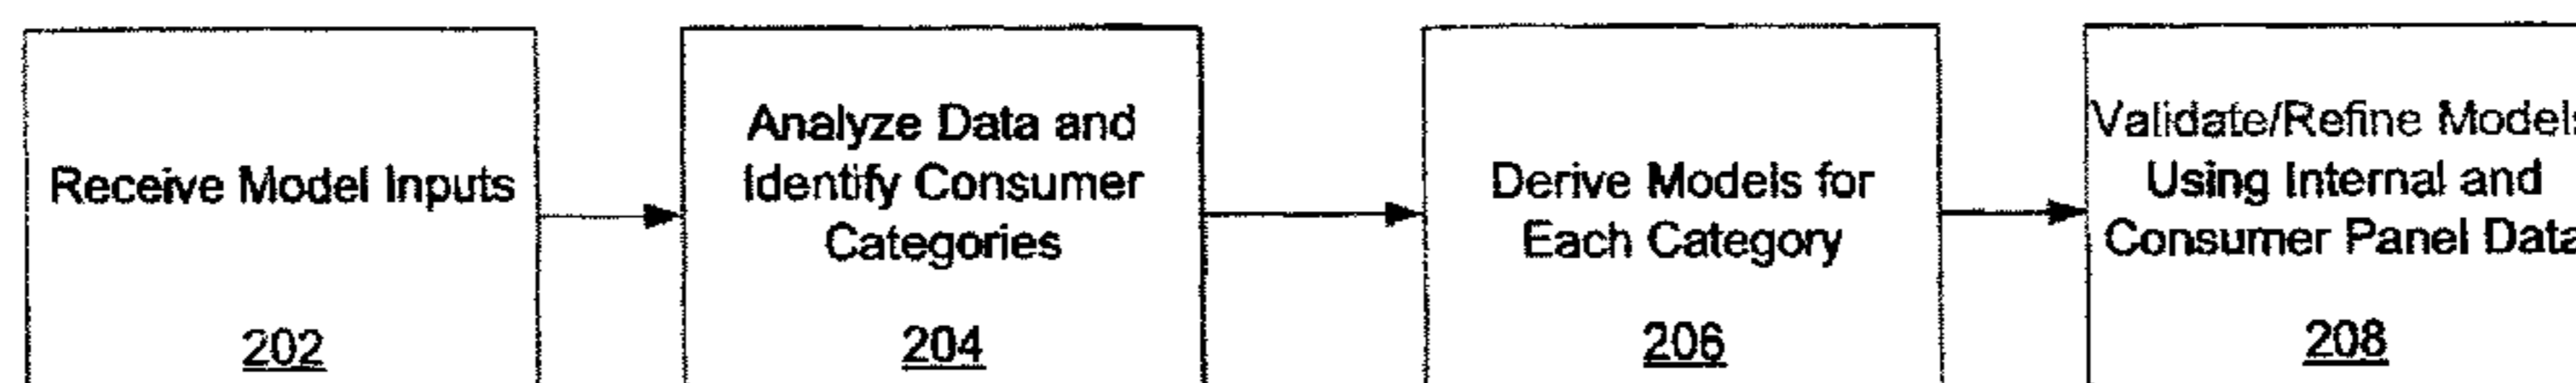 Receive Model Inputs
202
Analyze Data and
Identify Consumer
Categories
204
Derive Models for
Each Category
206
Validate/Refine Models
Using Internal and
Consumer Panel Data
208